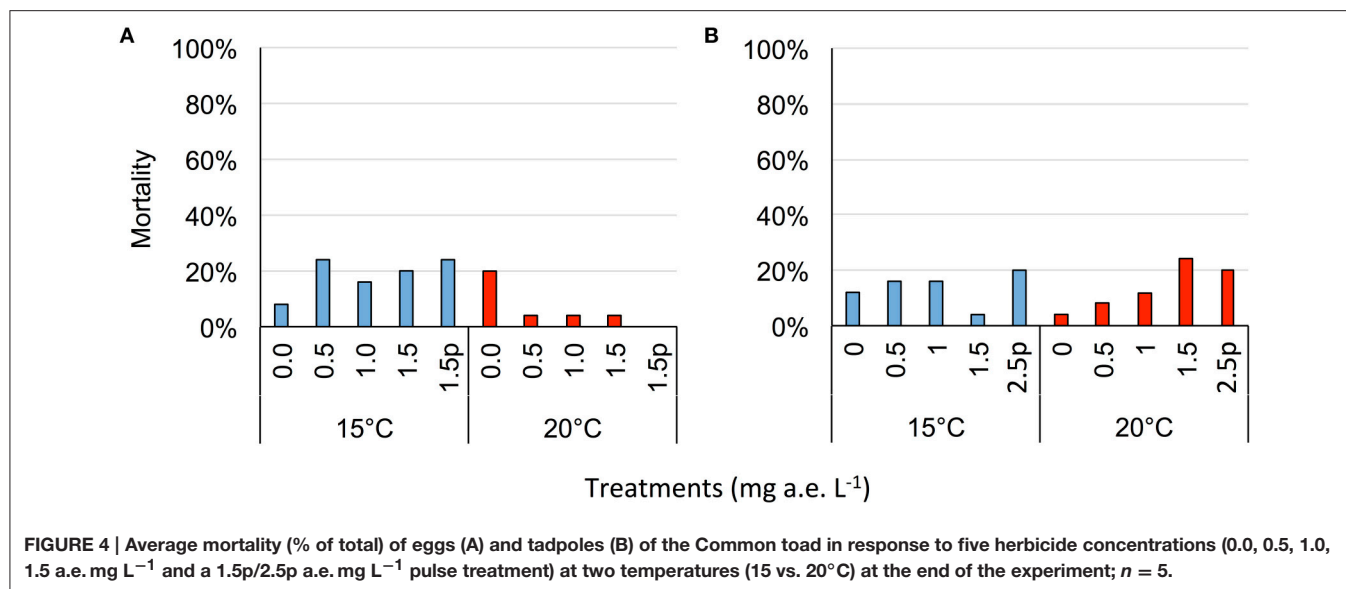 A
B
Mortality
100%
80%
60%
40%
20%
0%
0.0
0.5
1.0
1.5
1.5p
0.0
0.5
1.0
1.5
1.5p
15°C
20°C
100%
80%
60%
40%
20%
0%
0
0.5
1
1.5
2.5p
0
0.5
1
1.5
2.5p
15°C
20°C
Treatments (mg a.e. L⁻¹)
FIGURE 4 | Average mortality (% of total) of eggs (A) and tadpoles (B) of the Common toad in response to five herbicide concentrations (0.0, 0.5, 1.0,
1.5 a.e. mg L⁻¹ and a 1.5p/2.5p a.e. mg L⁻¹ pulse treatment) at two temperatures (15 vs. 20°C) at the end of the experiment; n = 5.